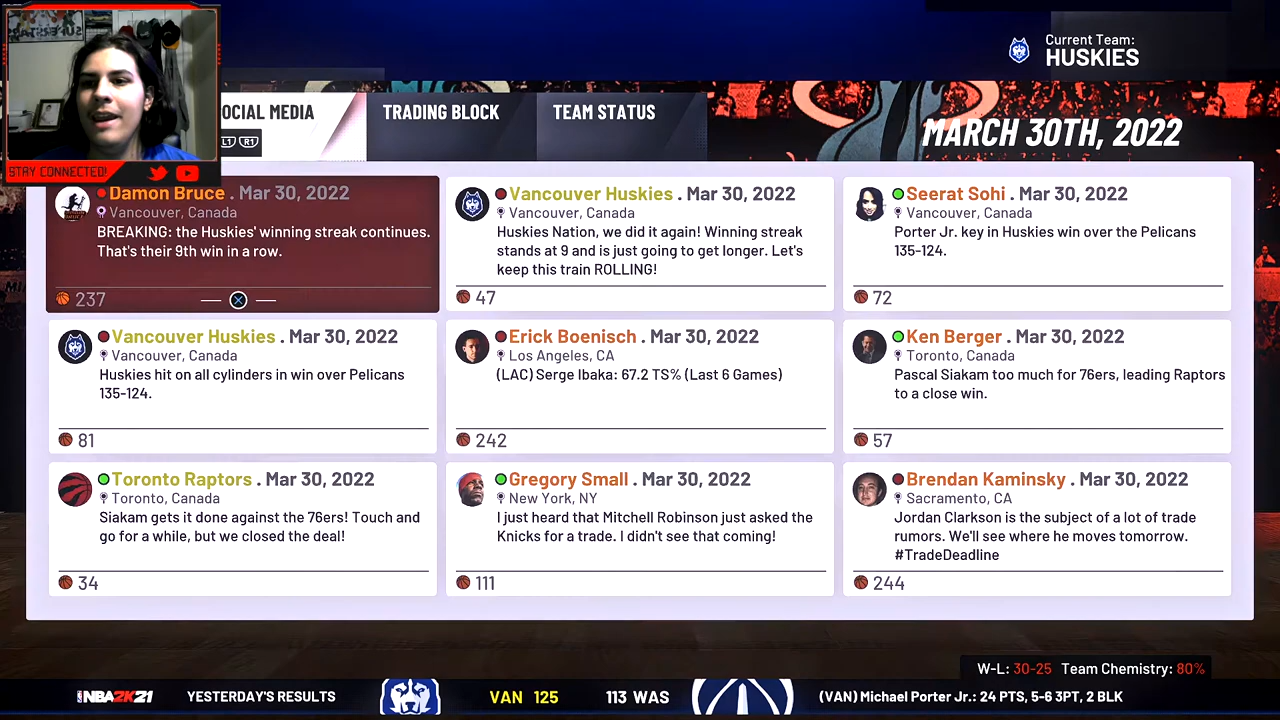 Current Team:
HUSKIES
OCIAL MEDIA
L1 R1
TRADING BLOCK
TEAM STATUS
MARCH 30TH, 2022
STAY CONNECTED!
Damon Bruce . Mar 30, 2022
Vancouver, Canada
BREAKING: the Huskies' winning streak continues.
That's their 9th win in a row.
237
Vancouver Huskies . Mar 30, 2022
Vancouver, Canada
Huskies Nation, we did it again! Winning streak
stands at 9 and is just going to get longer. Let's
keep this train ROLLING!
47
Seerat Sohi . Mar 30, 2022
Vancouver, Canada
Porter Jr. key in Huskies win over the Pelicans
135-124.
72
Vancouver Huskies . Mar 30, 2022
Vancouver, Canada
Huskies hit on all cylinders in win over Pelicans
135-124.
81
Erick Boenisch . Mar 30, 2022
Los Angeles, CA
(LAC) Serge Ibaka: 67.2 TS% (Last 6 Games)
242
Ken Berger . Mar 30, 2022
Toronto, Canada
Pascal Siakam too much for 76ers, leading Raptors
to a close win.
57
Toronto Raptors . Mar 30, 2022
Toronto, Canada
Siakam gets it done against the 76ers! Touch and
go for a while, but we closed the deal!
34
Gregory Small . Mar 30, 2022
New York, NY
I just heard that Mitchell Robinson just asked the
Knicks for a trade. I didn't see that coming!
111
Brendan Kaminsky . Mar 30, 2022
Sacramento, CA
Jordan Clarkson is the subject of a lot of trade
rumors. We'll see where he moves tomorrow.
#TradeDeadline
244
W-L: 30-25 Team Chemistry: 80%
NBA2K21 YESTERDAY'S RESULTS VAN 125 113 WAS (VAN) Michael Porter Jr.: 24 PTS, 5-6 3PT, 2 BLK